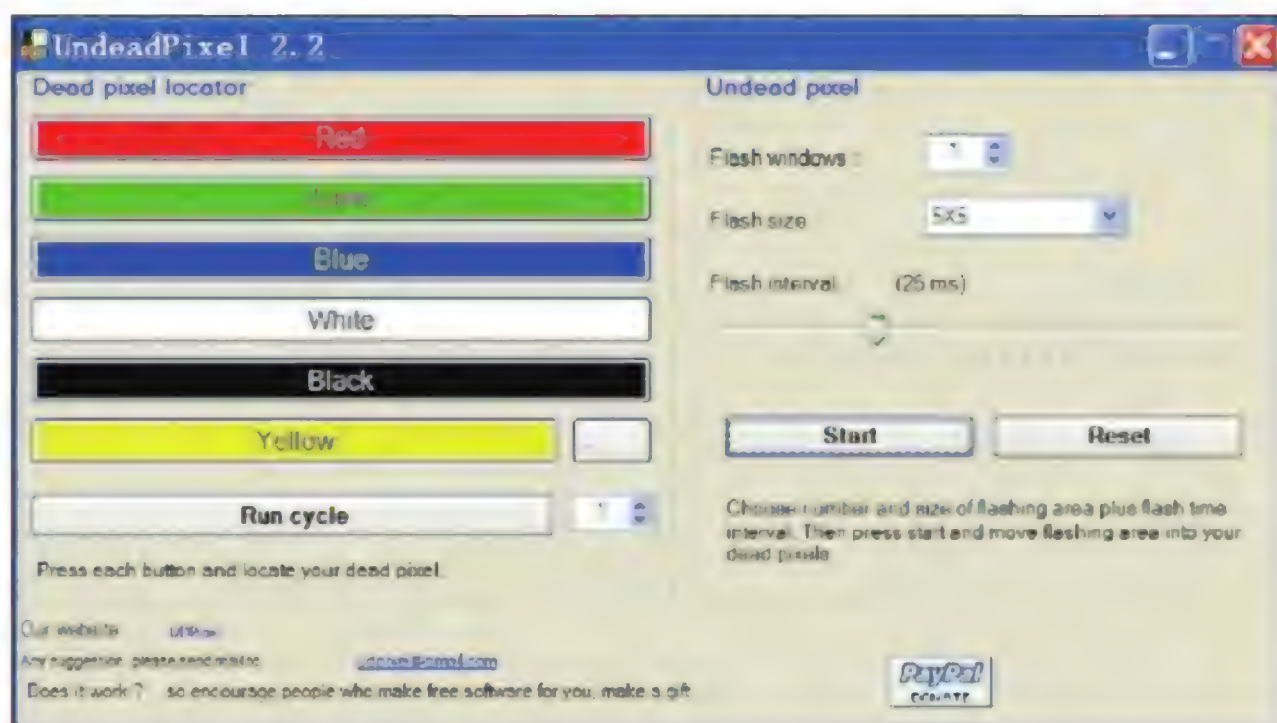 UndeadPixel 2.2
Dead pixel locator
Red
Blue
White
Black
Yellow
Run cycle
Press each button and locate your dead pixel.
Undead pixel
Flash windows :
Flash size
5X5
Flash interval (25 ms)
Start
Reset
Choose number and size of flashing area plus flash time
interval. Then press start and move flashing area into your
dead pixels
Our website
Any suggestion, please send mail to
Does it work ? so encourage people who make free software for you, make a gift
PayPal
DONATE